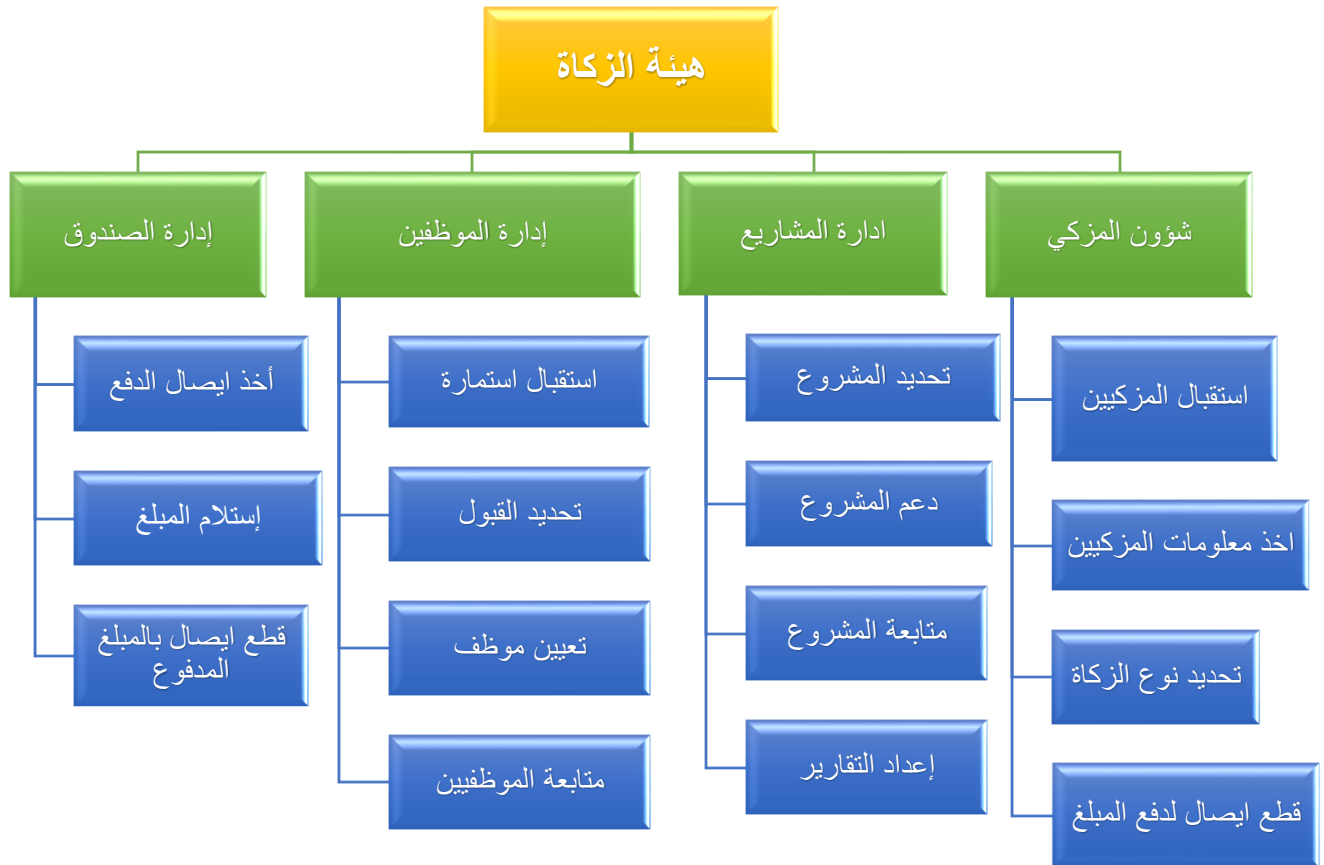 هيئة الزكاة
شؤون المزكي
ادارة المشاريع
إدارة الموظفين
إدارة الصندوق
استقبال المزكيين
اخذ معلومات المزكيين
تحديد نوع الزكاة
قطع ايصال لدفع المبلغ
تحديد المشروع
دعم المشروع
متابعة المشروع
إعداد التقارير
استقبال استمارة
تحديد القبول
تعيين موظف
متابعة الموظفيين
أخذ ايصال الدفع
إستلام المبلغ
قطع ايصال بالمبلغ
المدفوع